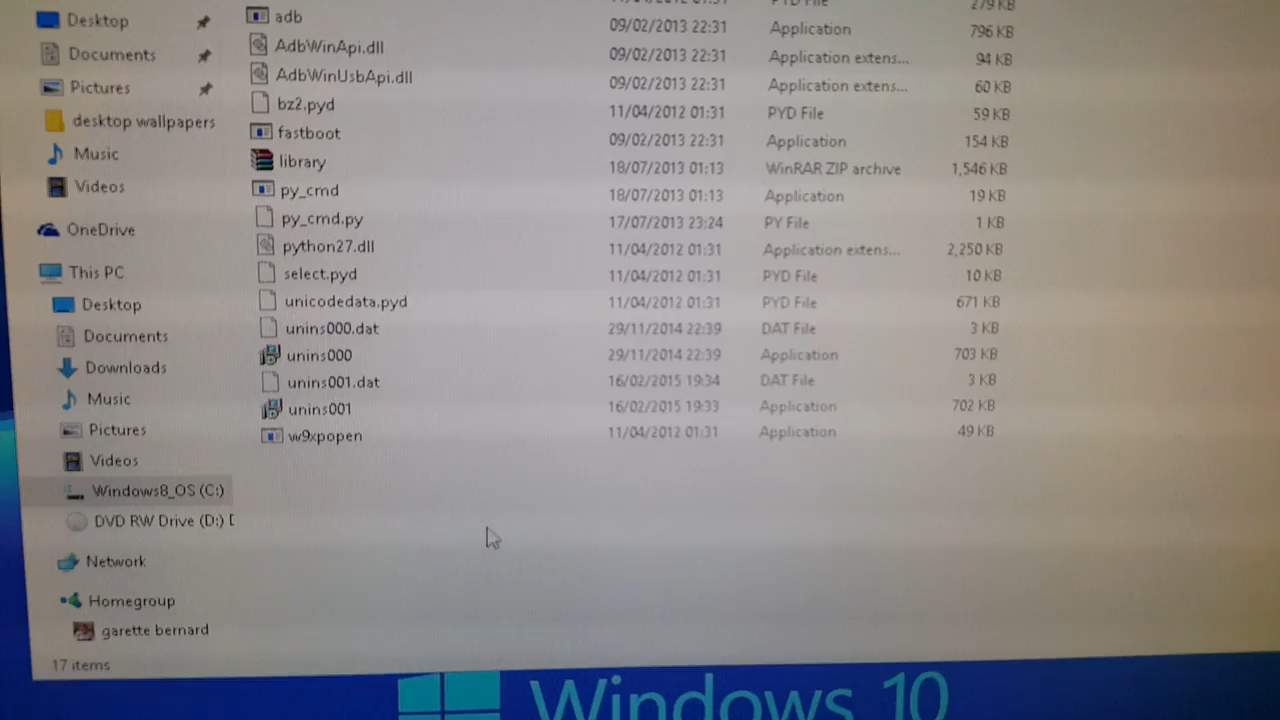 Desktop
Documents
Pictures
desktop wallpapers
Music
Videos
OneDrive
This PC
Desktop
Documents
Downloads
Music
Pictures
Videos
Windows8_OS (C:)
DVD RW Drive (D:) D
Network
Homegroup
garette bernard
17 items
279 KB
adb 09/02/2013 22:31 Application 796 KB
AdbWinApi.dll 09/02/2013 22:31 Application extens... 94 KB
AdbWinUsbApi.dll 09/02/2013 22:31 Application extens... 60 KB
bz2.pyd 11/04/2012 01:31 PYD File 59 KB
fastboot 09/02/2013 22:31 Application 154 KB
library 18/07/2013 01:13 WinRAR ZIP archive 1,546 KB
py_cmd 18/07/2013 01:13 Application 19 KB
py_cmd.py 17/07/2013 23:24 PY File 1 KB
python27.dll 11/04/2012 01:31 Application extens... 2,250 KB
select.pyd 11/04/2012 01:31 PYD File 10 KB
unicodedata.pyd 11/04/2012 01:31 PYD File 671 KB
unins000.dat 29/11/2014 22:39 DAT File 3 KB
unins000 29/11/2014 22:39 Application 703 KB
unins001.dat 16/02/2015 19:34 DAT File 3 KB
unins001 16/02/2015 19:33 Application 702 KB
w9xpopen 11/04/2012 01:31 Application 49 KB
Windows 10